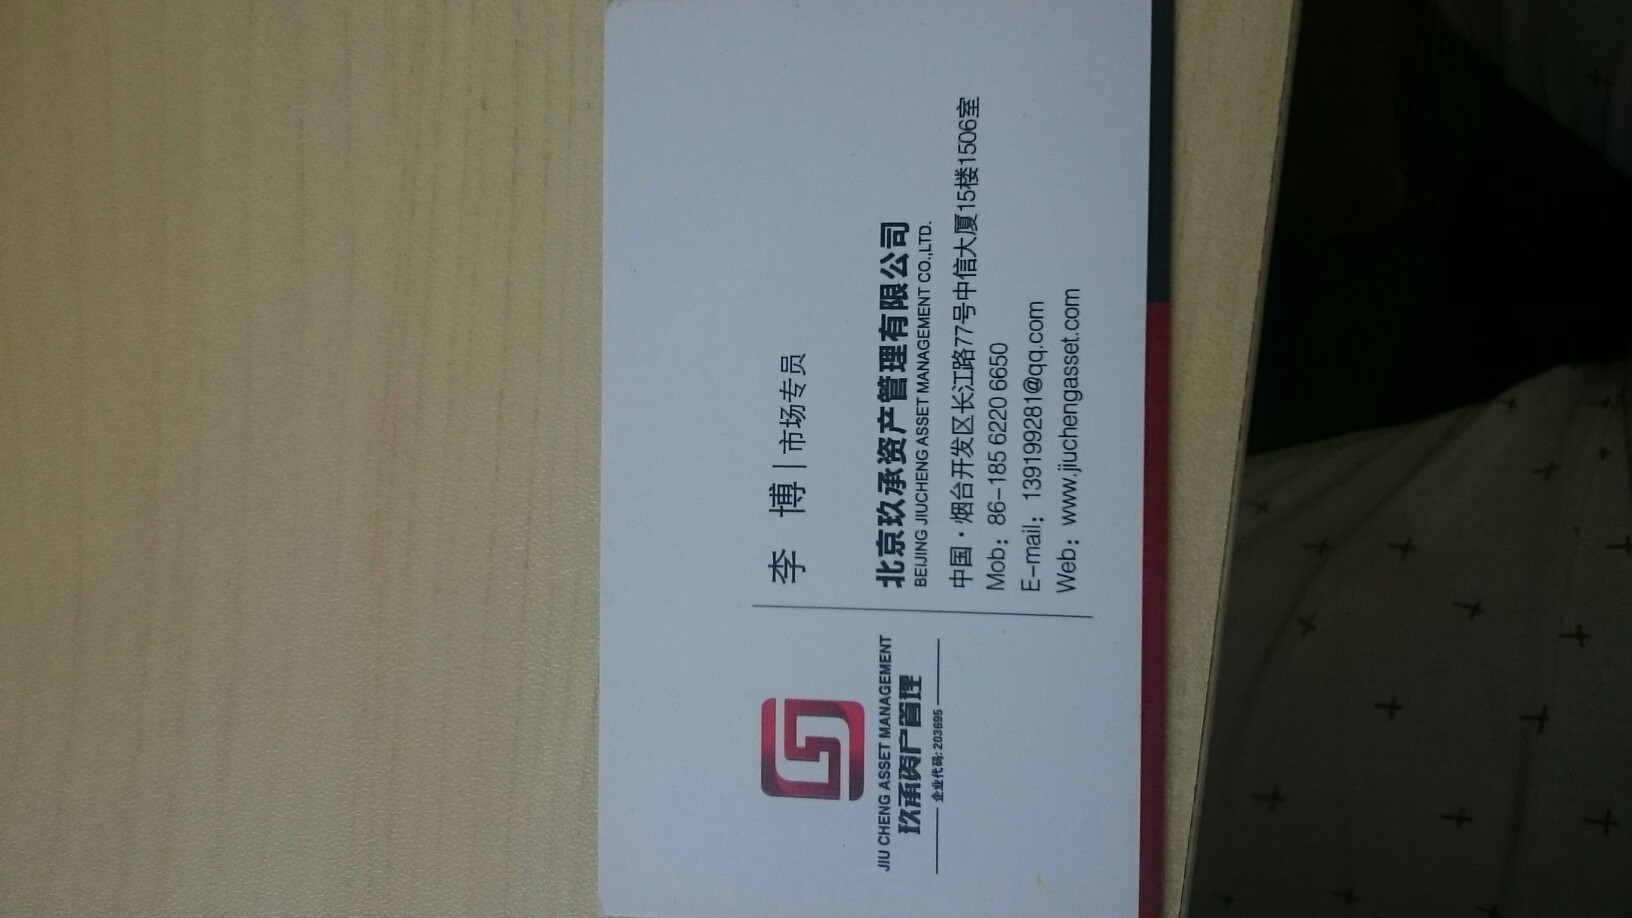 JIU CHENG ASSET MANAGEMENT
玖承资产管理
企业代码: 203695
李 博 | 市场专员
北京玖承资产管理有限公司
BEIJING JIUCHENG ASSET MANAGEMENT CO.,LTD.
中国·烟台开发区长江路77号中信大厦15楼1506室
Mob: 86-185 6220 6650
E-mail: 139199281@qq.com
Web: www.jiuchengasset.com